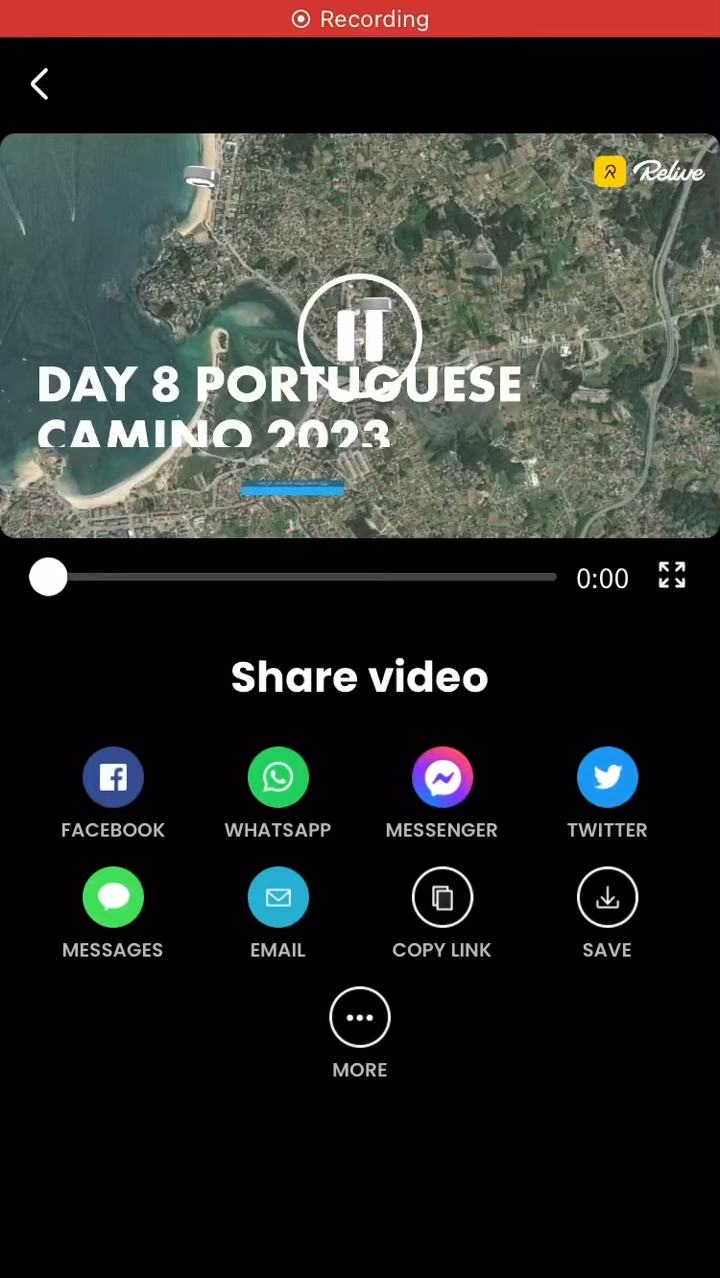 Recording
Relive
DAY 8 PORTUGUESE
CAMINO 2023
0:00
Share video
FACEBOOK
WHATSAPP
MESSENGER
TWITTER
MESSAGES
EMAIL
COPY LINK
SAVE
MORE